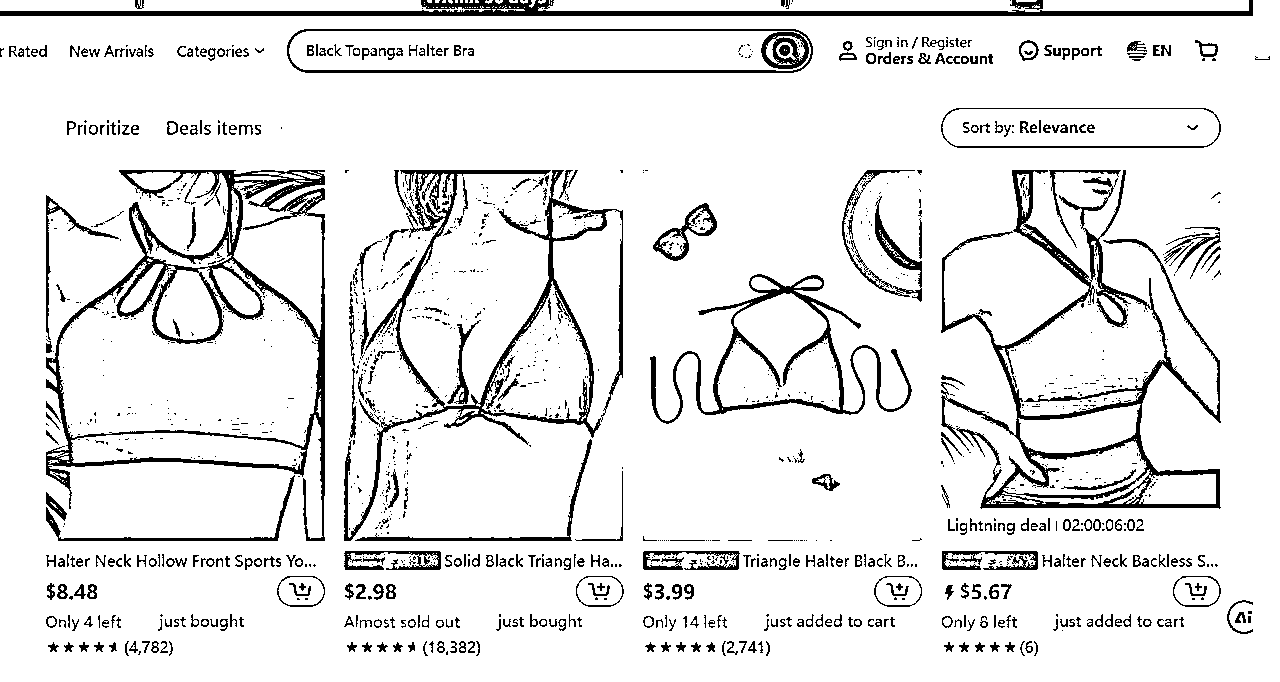 Within 90 days
r Rated New Arrivals Categories Black Topanga Halter Bra Sign in / Register Support EN
Orders & Account
Prioritize Deals items Sort by: Relevance
Lightning deal | 02:00:06:02
Halter Neck Hollow Front Sports Yo... Solid Black Triangle Ha... Triangle Halter Black B... Halter Neck Backless S...
$8.48 $2.98 $3.99 $5.67
Only 4 left just bought Almost sold out just bought Only 14 left just added to cart Only 8 left just added to cart
(4,782) (18,382) (2,741) (6)
Ai